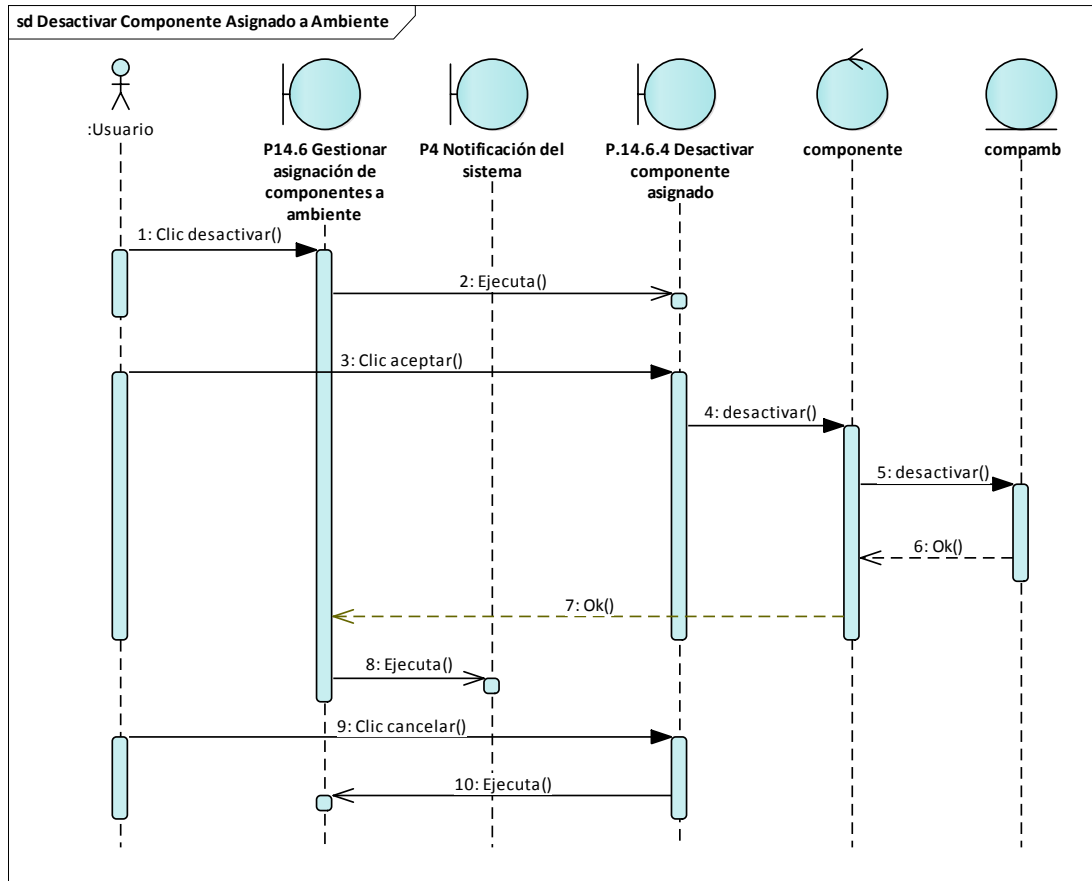 sd Desactivar Componente Asignado a Ambiente
:Usuario
P14.6 Gestionar
asignación de
componentes a
ambiente
P4 Notificación del
sistema
P.14.6.4 Desactivar
componente
asignado
componente
compamb
1: Clic desactivar()
2: Ejecuta()
3: Clic aceptar()
4: desactivar()
5: desactivar()
6: Ok()
7: Ok()
8: Ejecuta()
9: Clic cancelar()
10: Ejecuta()